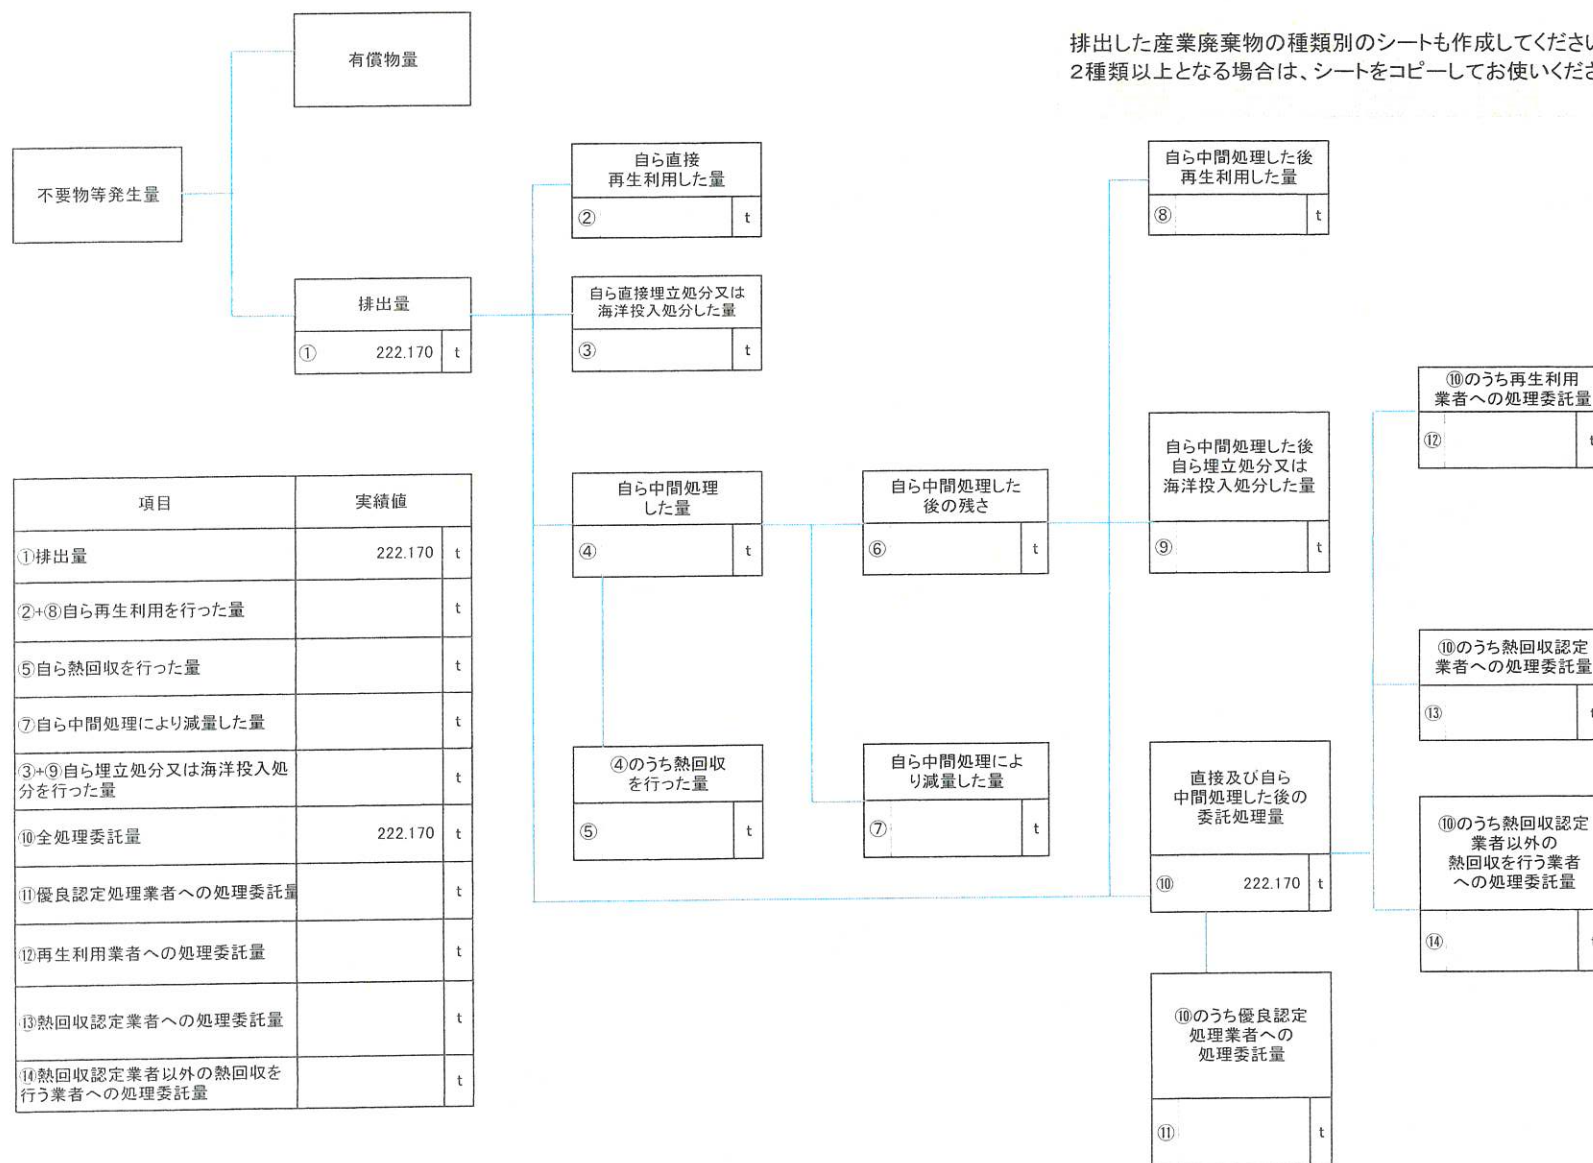 排出した産業廃棄物の種類別のシートも作成してくださ
2種類以上となる場合は、シートをコピーしてお使いくださ
有償物量
不要物等発生量
排出量
① 222.170 t
自ら直接
再生利用した量
② t
自ら直接埋立処分又は
海洋投入処分した量
③ t
自ら中間処理
した量
④ t
④のうち熱回収
を行った量
⑤ t
自ら中間処理した
後の残さ
⑥ t
自ら中間処理によ
り減量した量
⑦ t
自ら中間処理した後
再生利用した量
⑧ t
自ら中間処理した後
自ら埋立処分又は
海洋投入処分した量
⑨ t
直接及び自ら
中間処理した後の
委託処理量
⑩ 222.170 t
⑩のうち優良認定
処理業者への
処理委託量
⑪ t
⑩のうち再生利用
業者への処理委託量
⑫ t
⑩のうち熱回収認定
業者への処理委託量
⑬
⑩のうち熱回収認定
業者以外の
熱回収を行う業者
への処理委託量
⑭
項目 実績値
①排出量 222.170 t
②+⑧自ら再生利用を行った量 t
⑤自ら熱回収を行った量 t
⑦自ら中間処理により減量した量 t
③+⑨自ら埋立処分又は海洋投入処
分を行った量 t
⑩全処理委託量 222.170 t
⑪優良認定処理業者への処理委託量 t
⑫再生利用業者への処理委託量 t
⑬熱回収認定業者への処理委託量 t
⑭熱回収認定業者以外の熱回収を
行う業者への処理委託量 t